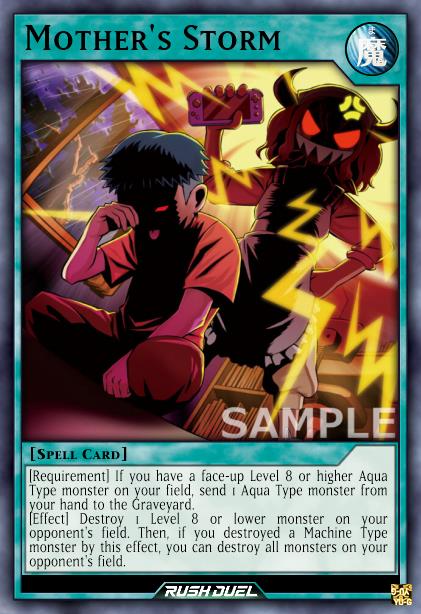 MOTHER'S STORM
ま
魔
SAMPLE
[SPELL CARD]
[Requirement] If you have a face-up Level 8 or higher Aqua
Type monster on your field, send 1 Aqua Type monster from
your hand to the Graveyard.
[Effect] Destroy 1 Level 8 or lower monster on your
opponent's field. Then, if you destroyed a Machine Type
monster by this effect, you can destroy all monsters on your
opponent's field.
RUSH DUEL